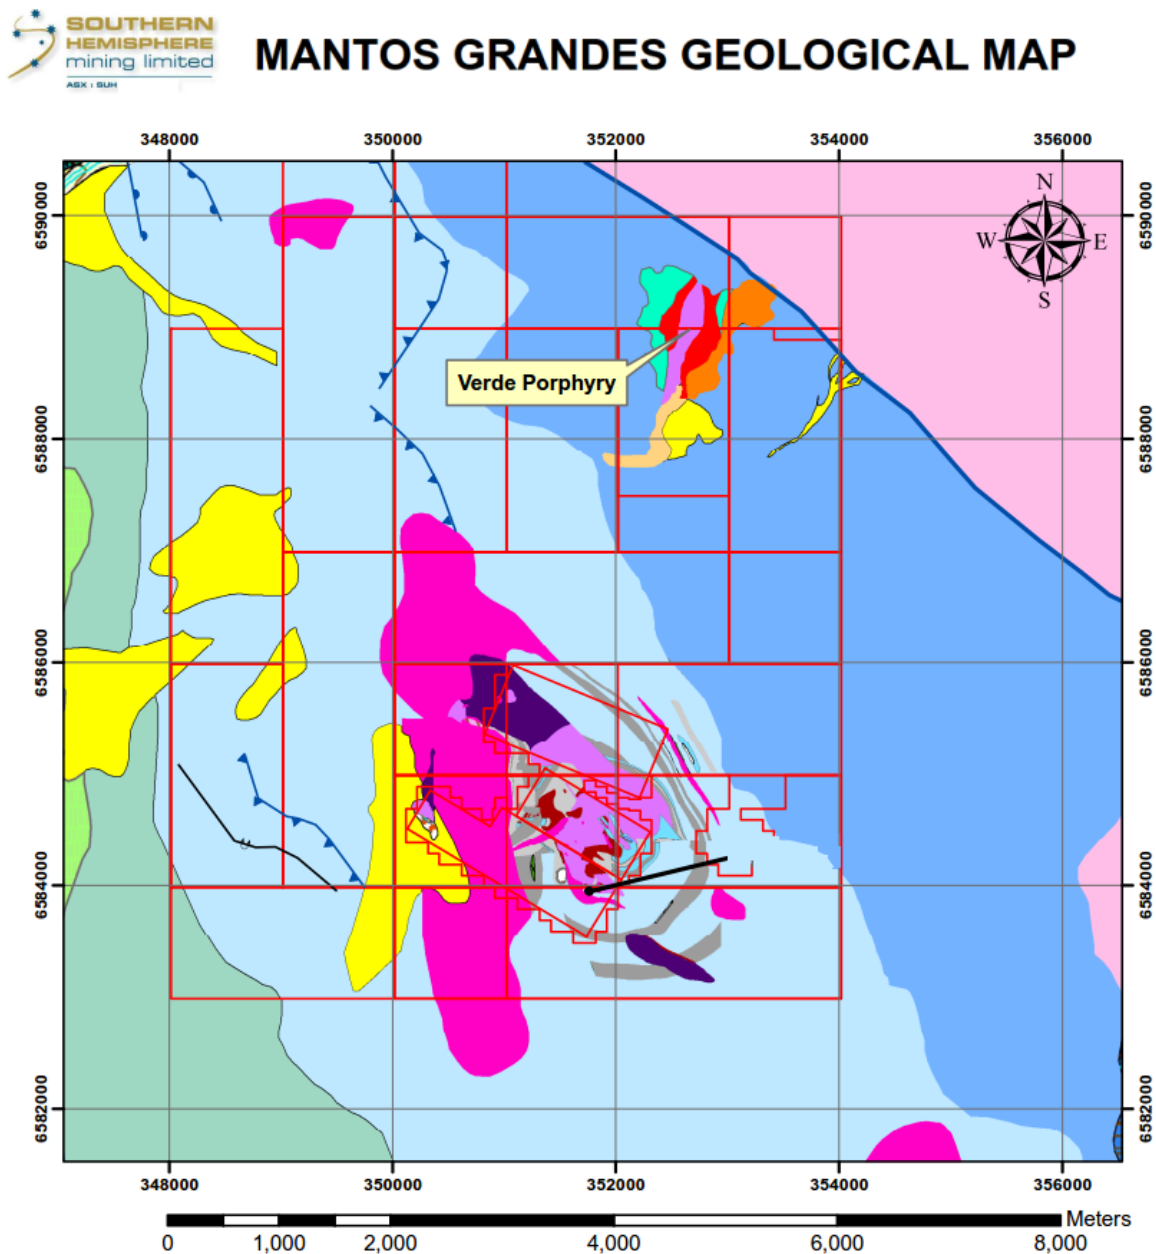 SOUTHERN
HEMISPHERE
mining limited
ASX : SUH
MANTOS GRANDES GEOLOGICAL MAP
348000 350000 352000 354000 356000
6590000 6590000
N
W E
S
Verde Porphyry
6588000 6588000
6586000 6586000
6584000 6584000
6582000 6582000
348000 350000 352000 354000 356000
Meters
0 1,000 2,000 4,000 6,000 8,000